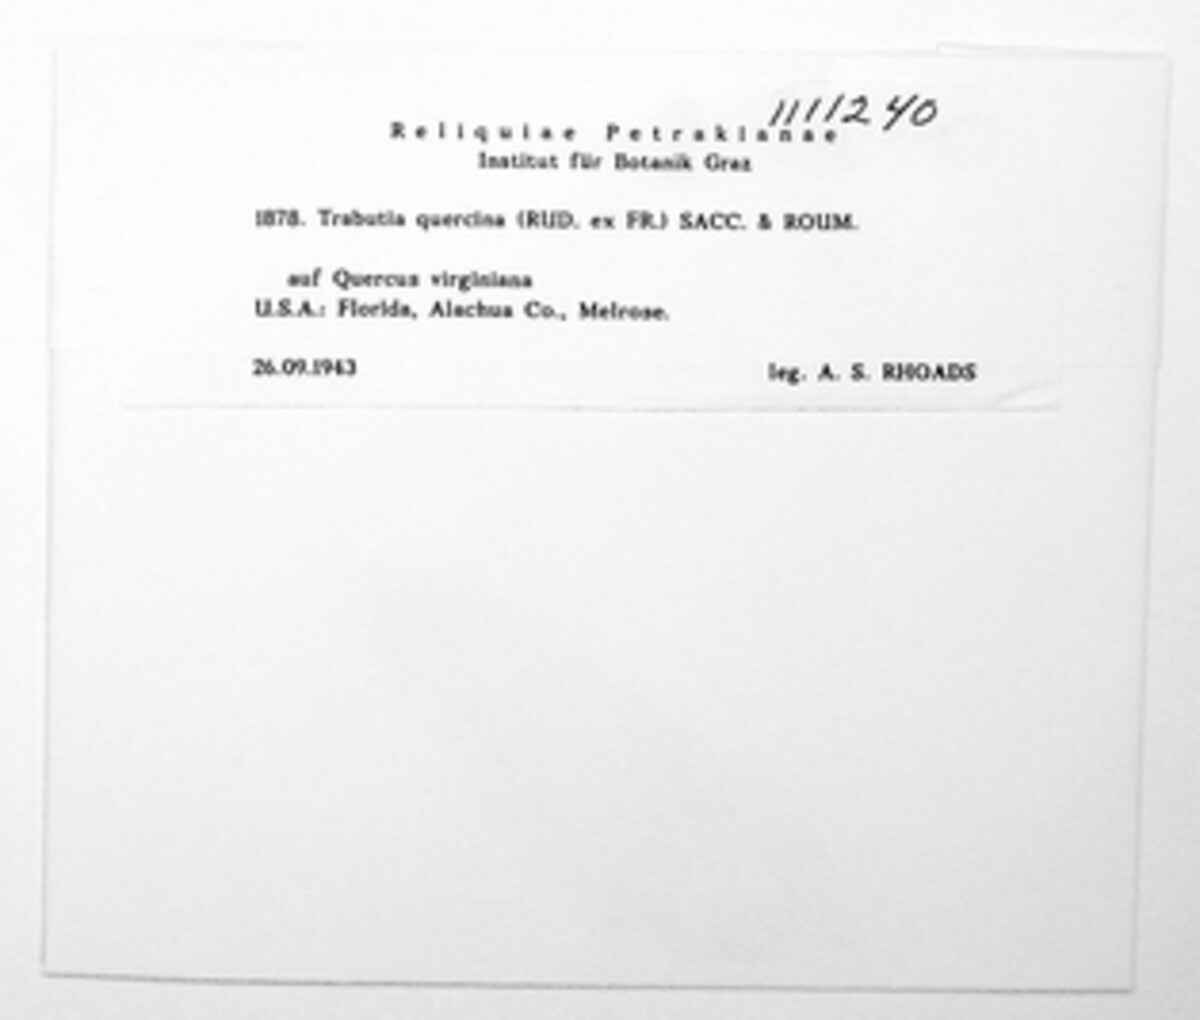 1111240
Reliquiae Petrakianae
Institut für Botanik Graz
1878. Trabutia quercina (RUD. ex FR.) SACC. & ROUM.
auf Quercus virginiana
U.S.A.: Florida, Alachua Co., Melrose.
26.09.1943
leg. A. S. RHOADS